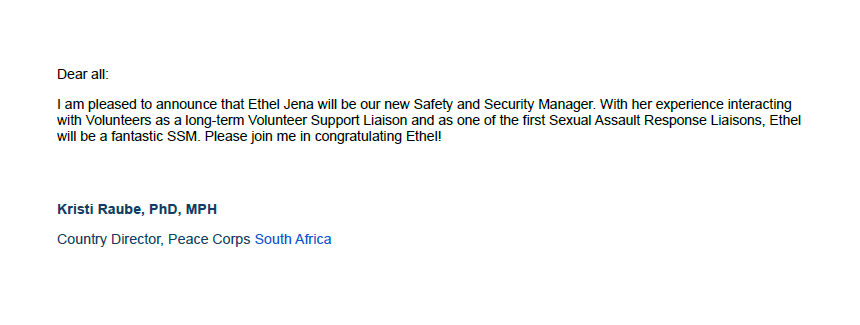 Dear all:
I am pleased to announce that Ethel Jena will be our new Safety and Security Manager. With her experience interacting
with Volunteers as a long-term Volunteer Support Liaison and as one of the first Sexual Assault Response Liaisons, Ethel
will be a fantastic SSM. Please join me in congratulating Ethel!
Kristi Raube, PhD, MPH
Country Director, Peace Corps South Africa